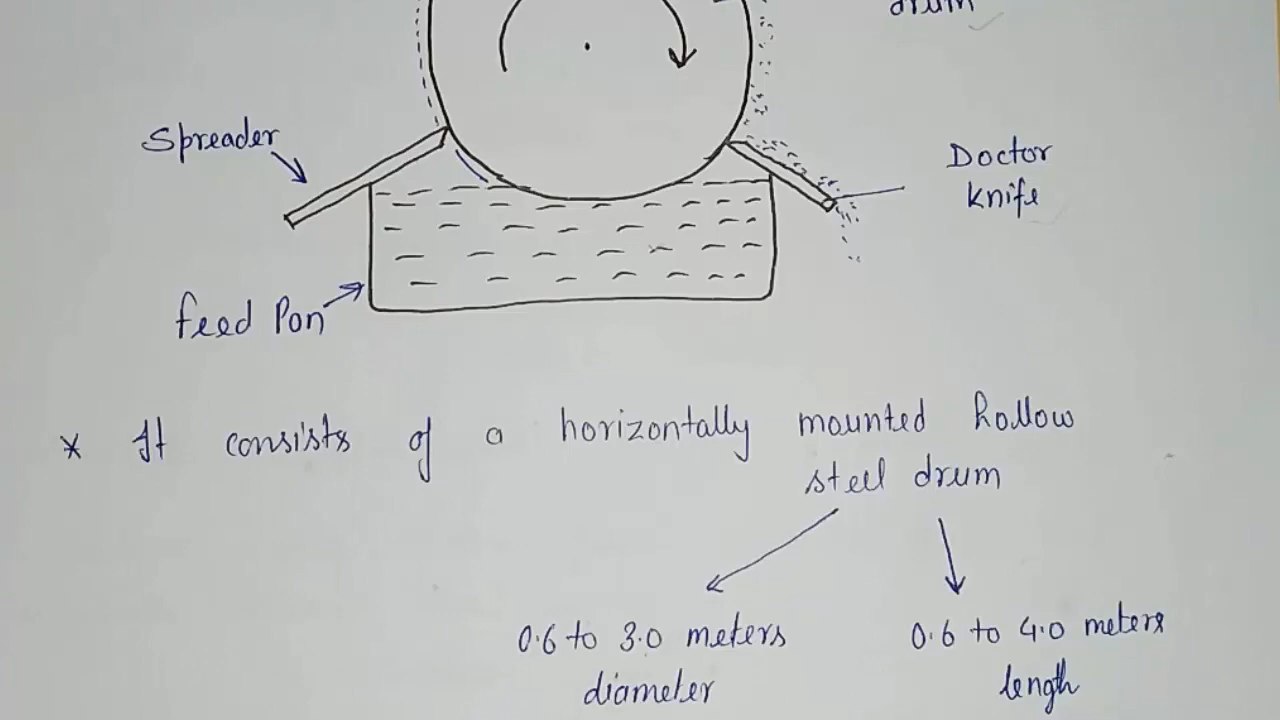 drum
Spreader
Doctor
knife
feed Pan
* It consists of a horizontally mounted hollow
steel drum
0.6 to 3.0 meters
diameter
0.6 to 4.0 meters
length